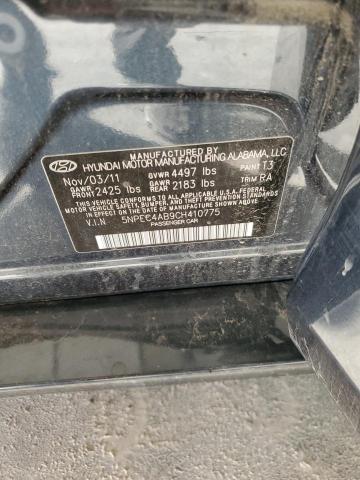 MANUFACTURED BY
HYUNDAI MOTOR MANUFACTURING ALABAMA, LLC
Nov/03/11 GVWR 4497 lbs PAINT T3
GAWR FRONT 2425 lbs GAWR REAR 2183 lbs TRIM RA
THIS VEHICLE CONFORMS TO ALL APPLICABLE U.S.A. FEDERAL
MOTOR VEHICLE SAFETY, BUMPER, AND THEFT PREVENTION
STANDARDS IN EFFECT ON THE DATE OF MANUFACTURE SHOWN ABOVE.
V.I.N. 5NPEC4AB9CH410775
PASSENGER CAR